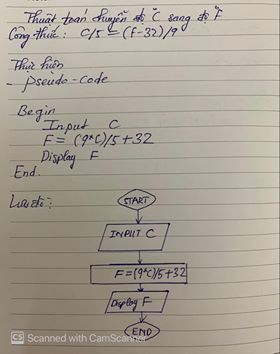 Thuật toán chuyển độ °C sang độ °F
Công thức: C/5 = (f-32)/9
Thực hiện
- pseudo-code
Begin
Input C
F = (9*C)/5 + 32
Display F
End.
Lưu đồ:
START
INPUT C
F=(9*C)/5+32
Display F
END
CS Scanned with CamScanner